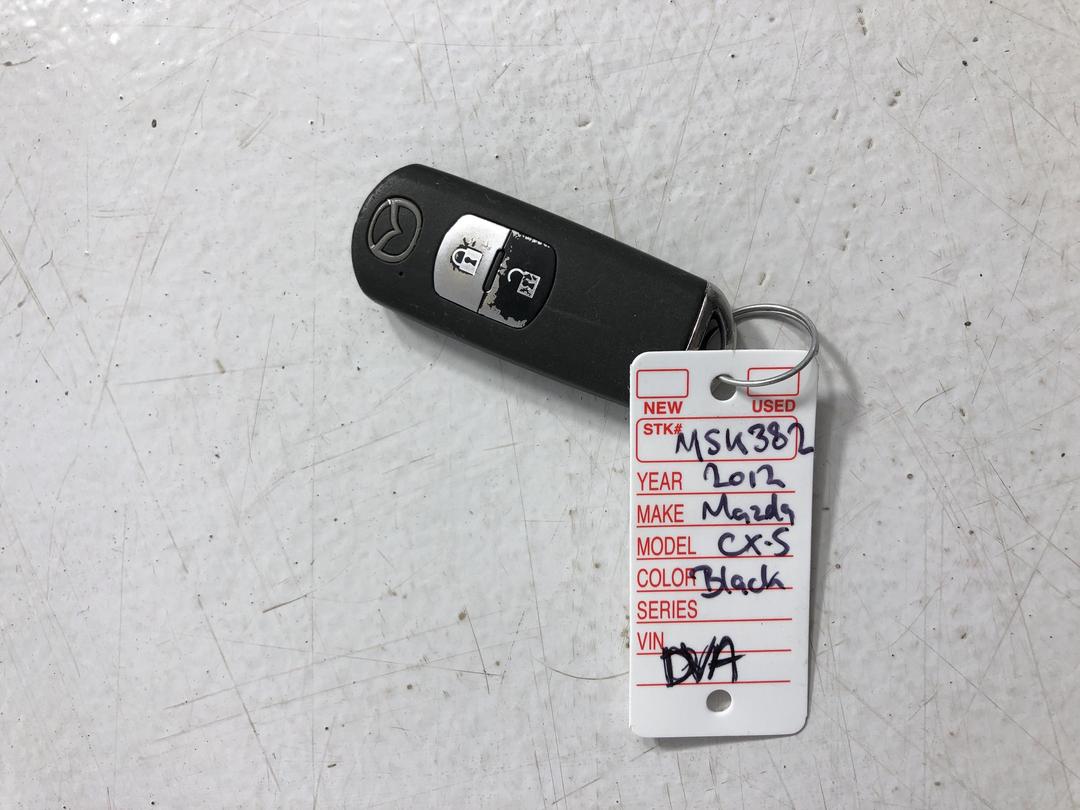 NEW USED
STK# MSK382
YEAR 2012
MAKE Mazda
MODEL CX-5
COLOR Black
SERIES
VIN
DVA